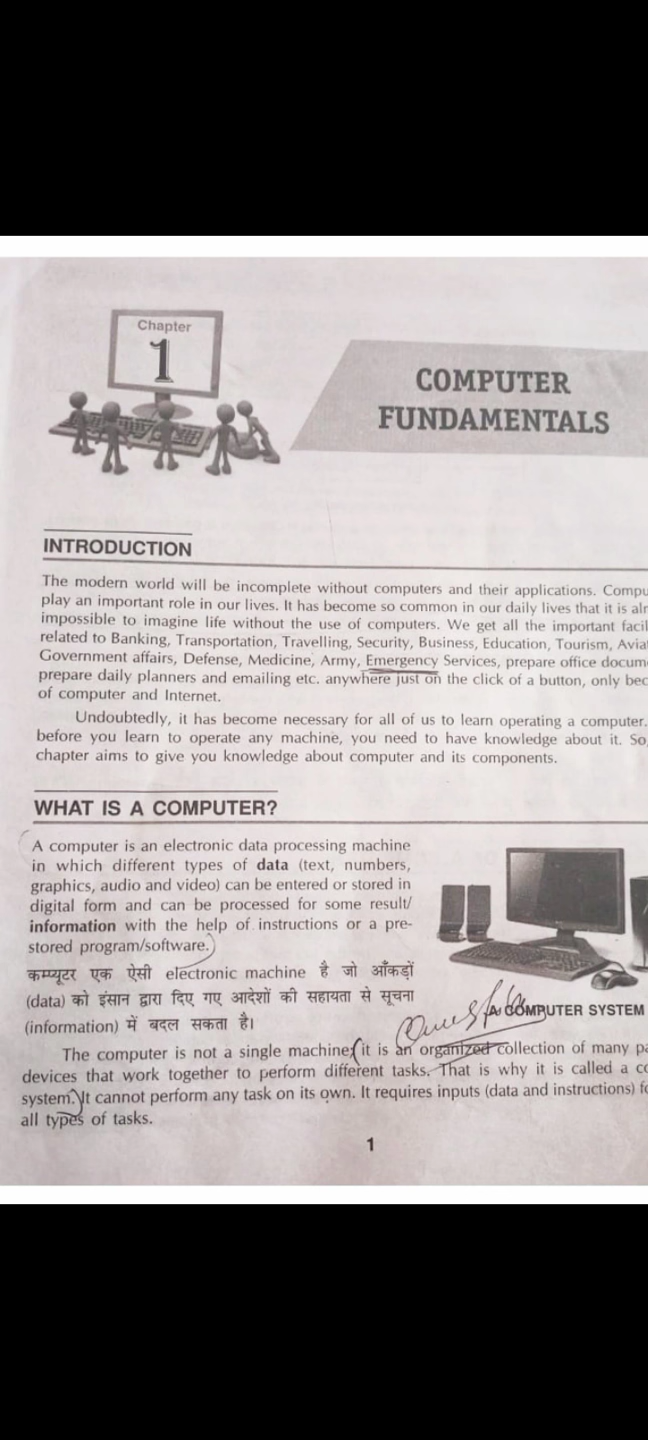 Chapter
1
COMPUTER
FUNDAMENTALS
INTRODUCTION
The modern world will be incomplete without computers and their applications. Compu
play an important role in our lives. It has become so common in our daily lives that it is alr
impossible to imagine life without the use of computers. We get all the important facil
related to Banking, Transportation, Travelling, Security, Business, Education, Tourism, Avia
Government affairs, Defense, Medicine, Army, Emergency Services, prepare office docum
prepare daily planners and emailing etc. anywhere just on the click of a button, only bec
of computer and Internet.
Undoubtedly, it has become necessary for all of us to learn operating a computer.
before you learn to operate any machine, you need to have knowledge about it. So
chapter aims to give you knowledge about computer and its components.
WHAT IS A COMPUTER?
A computer is an electronic data processing machine
in which different types of data (text, numbers,
graphics, audio and video) can be entered or stored in
digital form and can be processed for some result/
information with the help of instructions or a pre-
stored program/software.
कम्प्यूटर एक ऐसी electronic machine है जो आँकड़ों
(data) को इंसान द्वारा दिए गए आदेशों की सहायता से सूचना
(information) में बदल सकता है।
A COMPUTER SYSTEM
The computer is not a single machine, it is an organized collection of many pa
devices that work together to perform different tasks. That is why it is called a co
system. It cannot perform any task on its own. It requires inputs (data and instructions) fo
all types of tasks.
1